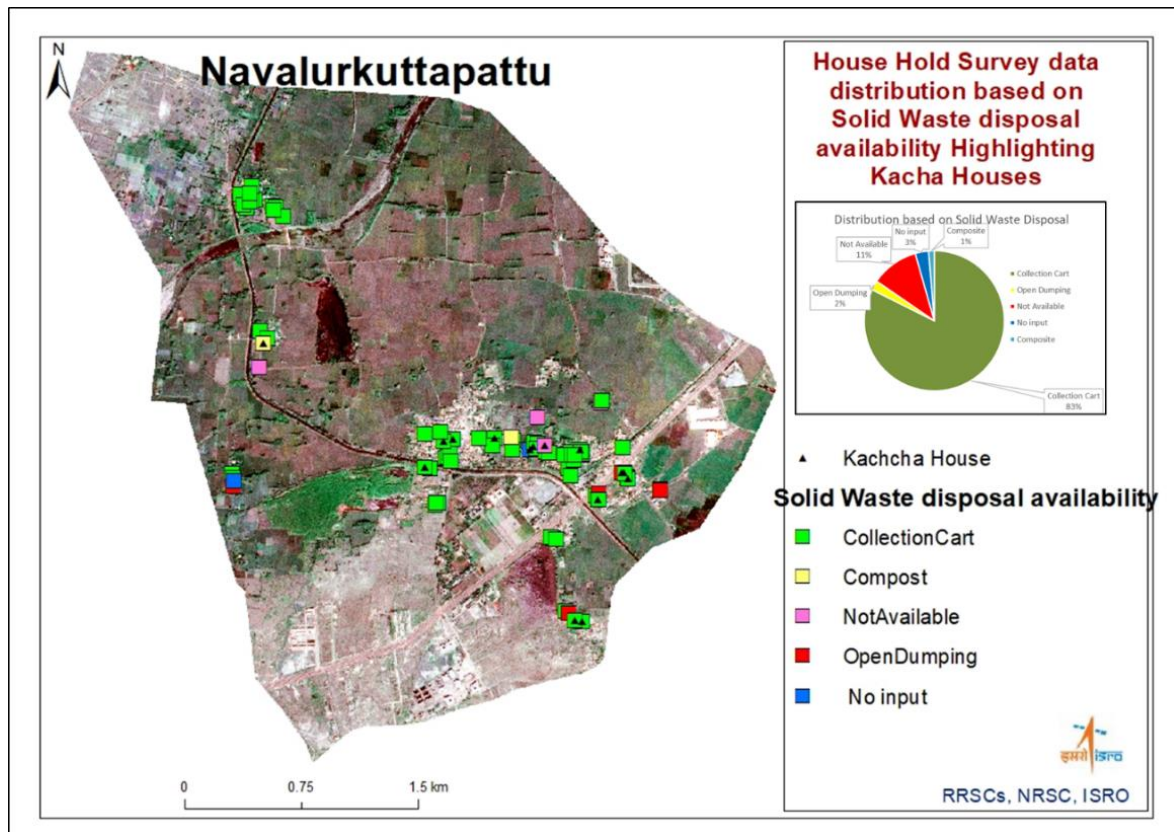 N
Navalurkuttapattu
House Hold Survey data
distribution based on
Solid Waste disposal
availability Highlighting
Kacha Houses
Distribution based on Solid Waste Disposal
No input
3%
Composite
1%
Not Available
11%
Open Dumping
2%
Collection Cart
Open Dumping
Not Available
No input
Composite
Collection Cart
83%
Kachcha House
Solid Waste disposal availability
CollectionCart
Compost
NotAvailable
OpenDumping
No input
इसरो isro
RRSCs, NRSC, ISRO
0 0.75 1.5 km